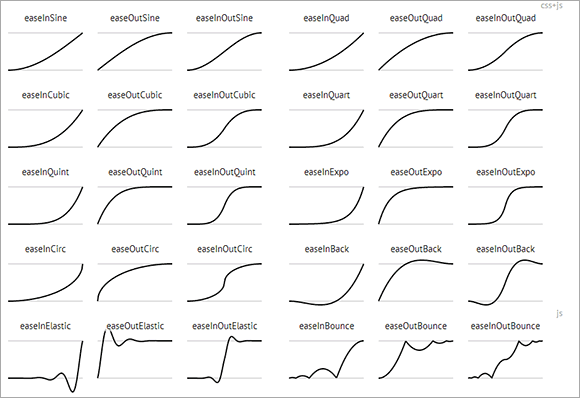 css+js
easeInSine easeOutSine easeInOutSine easeInQuad easeOutQuad easeInOutQuad
easeInCubic easeOutCubic easeInOutCubic easeInQuart easeOutQuart easeInOutQuart
easeInQuint easeOutQuint easeInOutQuint easeInExpo easeOutExpo easeInOutExpo
easeInCirc easeOutCirc easeInOutCirc easeInBack easeOutBack easeInOutBack
js
easeInElastic easeOutElastic easeInOutElastic easeInBounce easeOutBounce easeInOutBounce